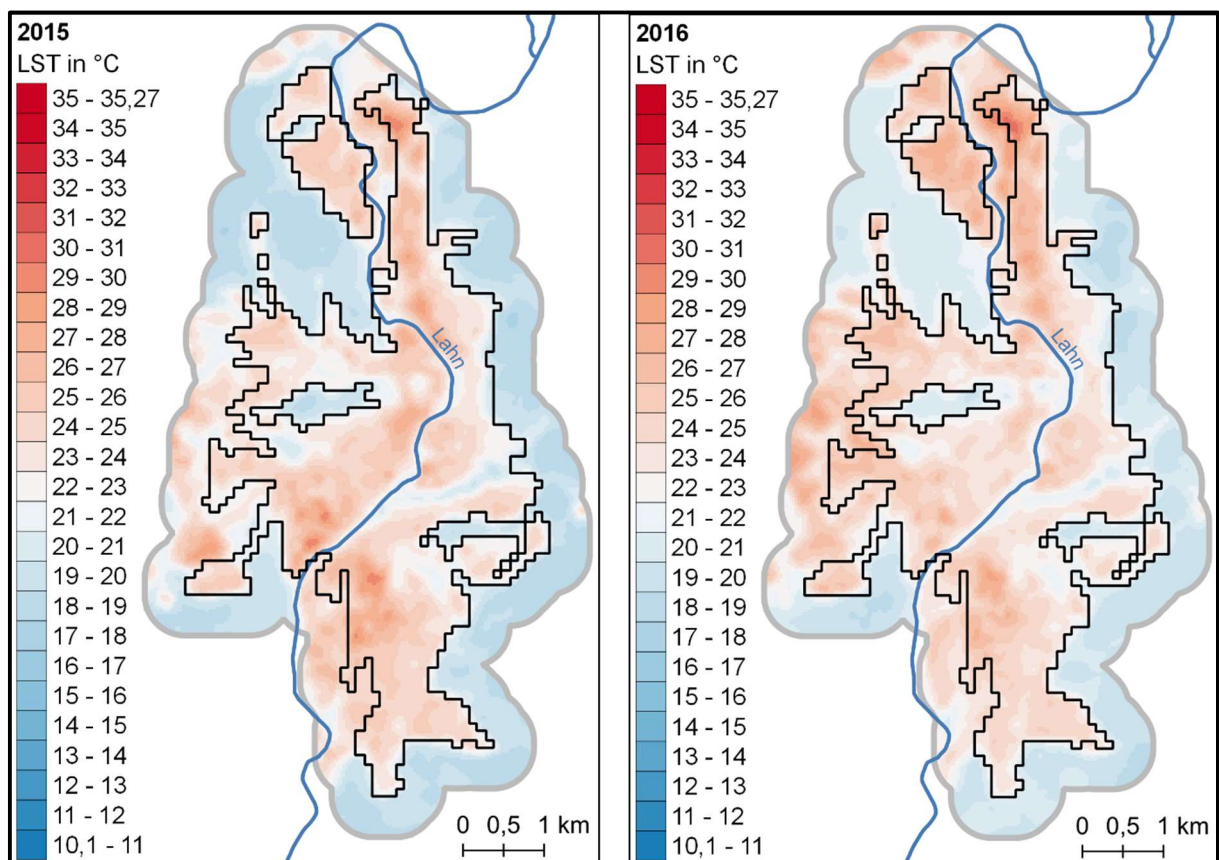 2015
LST in °C
35 - 35,27
34 - 35
33 - 34
32 - 33
31 - 32
30 - 31
29 - 30
28 - 29
27 - 28
26 - 27
25 - 26
24 - 25
23 - 24
22 - 23
21 - 22
20 - 21
19 - 20
18 - 19
17 - 18
16 - 17
15 - 16
14 - 15
13 - 14
12 - 13
11 - 12
10,1 - 11
Lahn
0 0,5 1 km
2016
LST in °C
35 - 35,27
34 - 35
33 - 34
32 - 33
31 - 32
30 - 31
29 - 30
28 - 29
27 - 28
26 - 27
25 - 26
24 - 25
23 - 24
22 - 23
21 - 22
20 - 21
19 - 20
18 - 19
17 - 18
16 - 17
15 - 16
14 - 15
13 - 14
12 - 13
11 - 12
10,1 - 11
Lahn
0 0,5 1 km